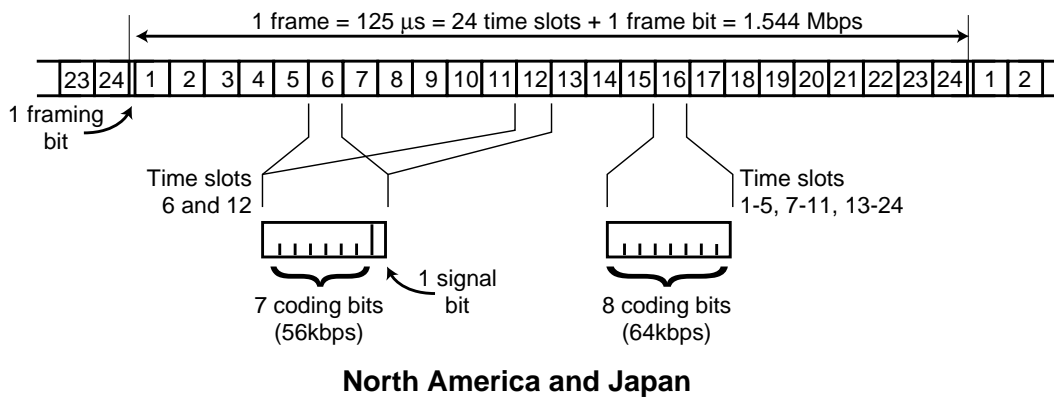 1 frame = 125 μs = 24 time slots + 1 frame bit = 1.544 Mbps
23 24 1 2 3 4 5 6 7 8 9 10 11 12 13 14 15 16 17 18 19 20 21 22 23 24 1 2
1 framing
bit
Time slots
6 and 12
Time slots
1-5, 7-11, 13-24
1 signal
bit
7 coding bits
(56kbps)
8 coding bits
(64kbps)
North America and Japan